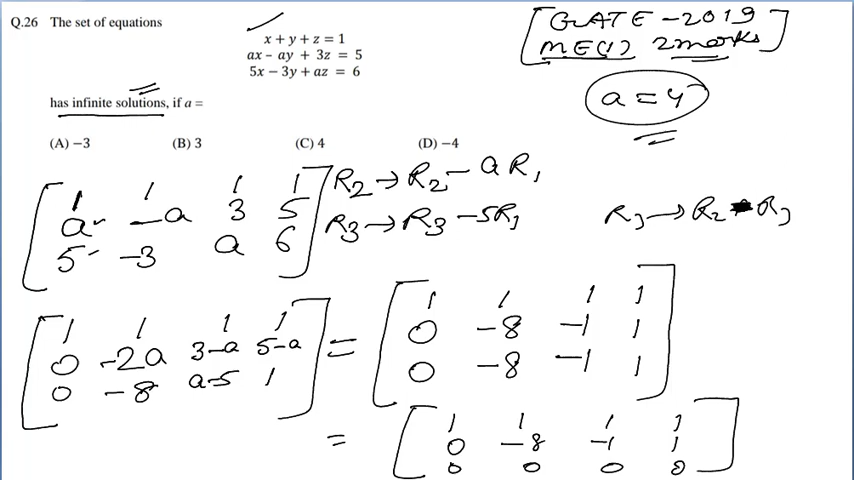 Q.26 The set of equations
x + y + z = 1
ax – ay + 3z = 5
5x – 3y + az = 6
has infinite solutions, if a =
(A) –3 (B) 3 (C) 4 (D) –4
[GATE - 2019
ME(1) 2marks]
a = 4
1 1 1 1
a -a 3 5
5 -3 a 6
R2 → R2 - aR1
R3 → R3 - 5R1
R3 → R2 - R3
1 1 1 1
0 -2a 3-a 5-a
0 -8 a-5 1
=
1 1 1 1
0 -8 -1 1
0 -8 -1 1
=
1 1 1 1
0 -8 -1 1
0 0 0 0